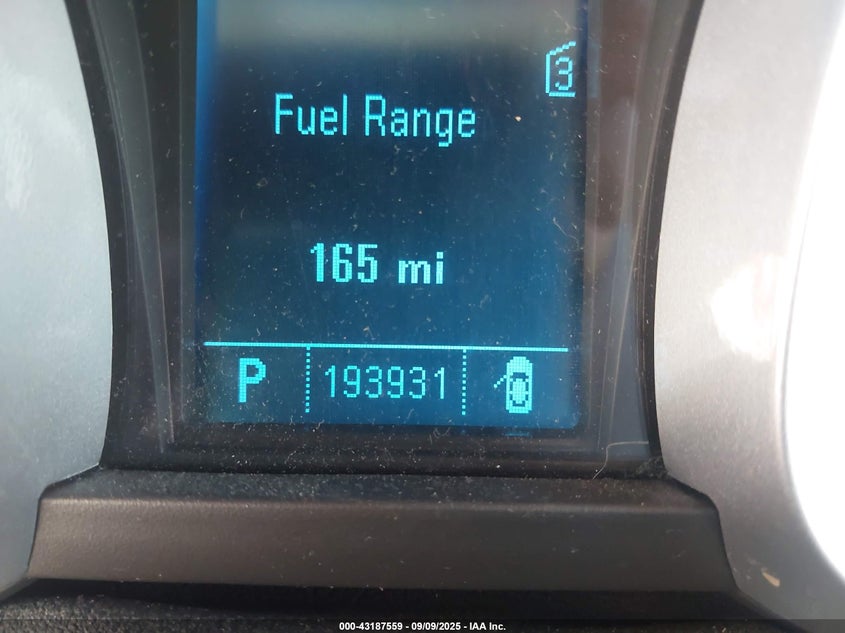 3
Fuel Range
165 mi
P 193931
000-43187559 - 09/09/2025 - IAA Inc.